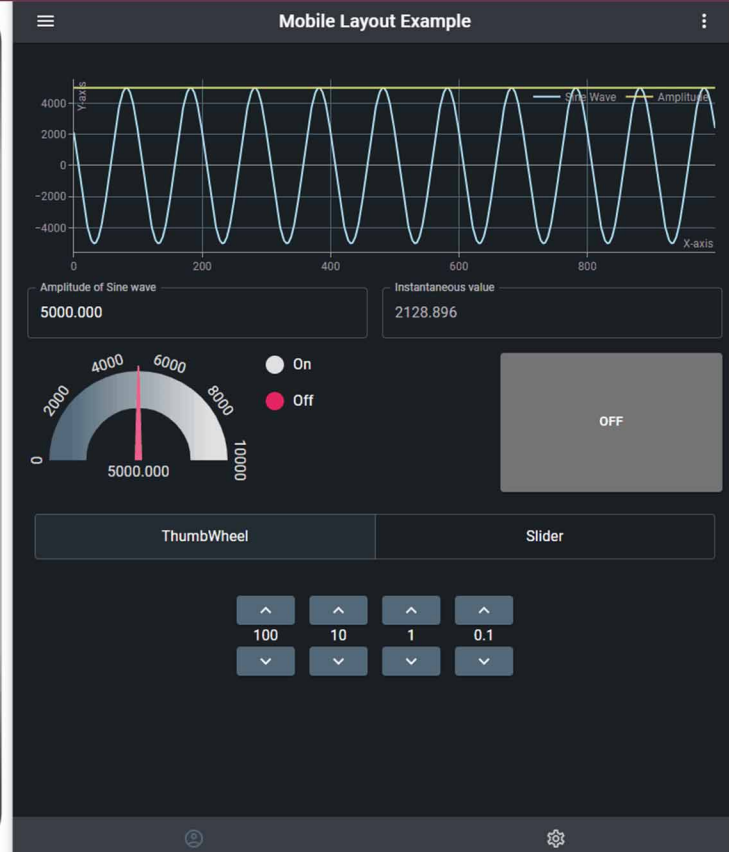 Mobile Layout Example
Y-axis
Sine Wave Amplitude
4000
2000
0
−2000
−4000
X-axis
0 200 400 600 800
Amplitude of Sine wave
5000.000
Instantaneous value
2128.896
0 2000 4000 6000 8000 10000
5000.000
On
Off
OFF
ThumbWheel Slider
100 10 1 0.1